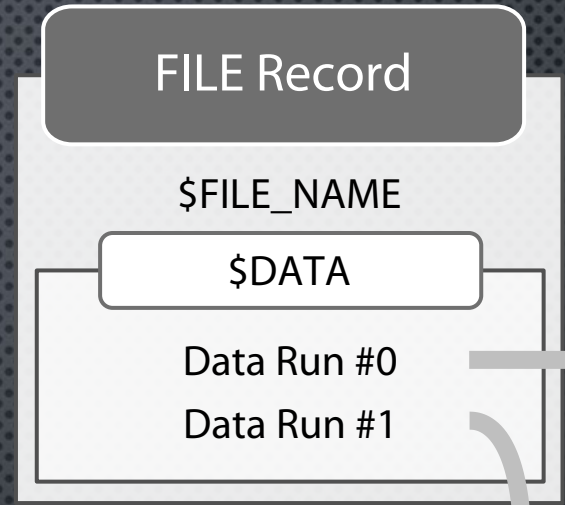 FILE Record
$FILE_NAME
$DATA
Data Run #0
Data Run #1